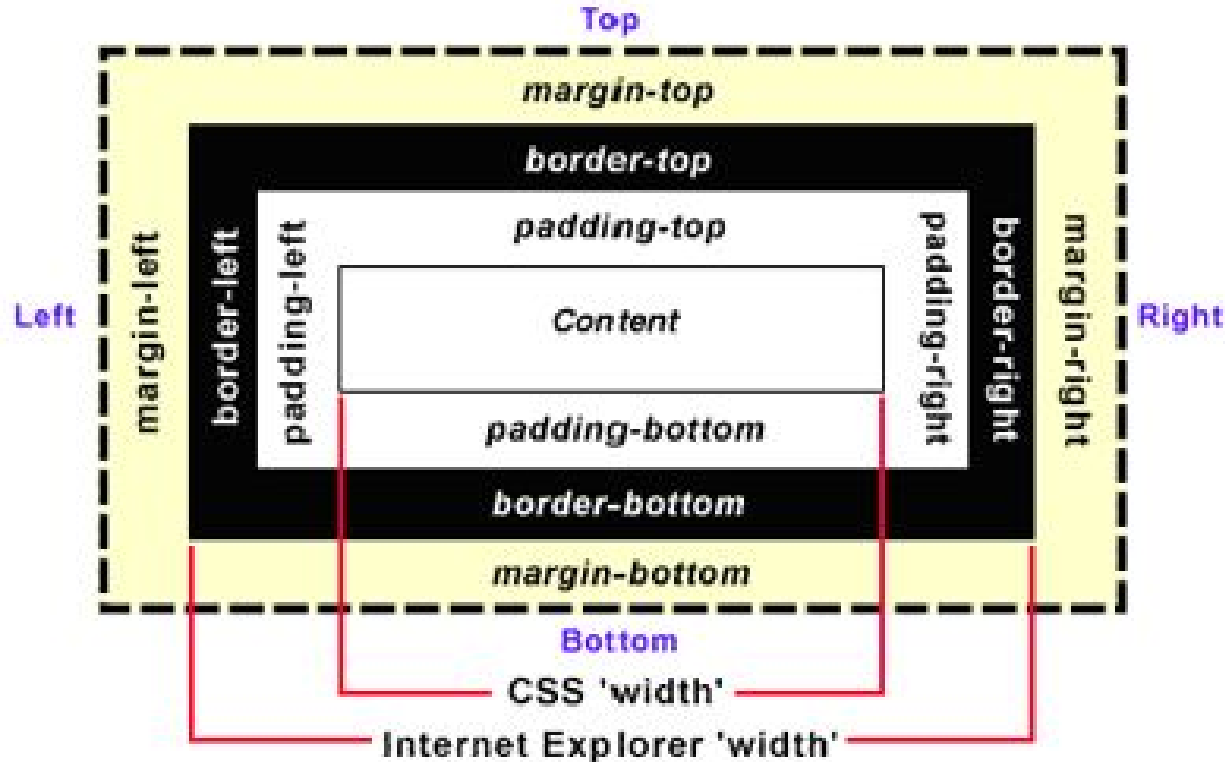 Top
margin-top
border-top
padding-top
Left
margin-left
border-left
padding-left
Content
padding-right
border-right
margin-right
Right
padding-bottom
border-bottom
margin-bottom
Bottom
CSS 'width'
Internet Explorer 'width'